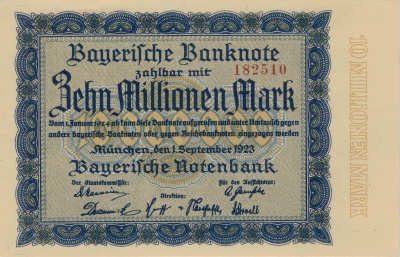 Bayerische Banknote
zahlbar mit
182510
Zehn Millionen Mark
Vom 1. Januar 1924 ab kann diese Banknote aufgerufen und unter Umtausch gegen
andere bayerische Banknoten oder gegen Reichsbanknoten eingezogen werden
München, den 1. September 1923
Bayerische Notenbank
Der Staatskommissär:
Für den Aufsichtsrat:
Direktion:
10 MILLIONEN MARK